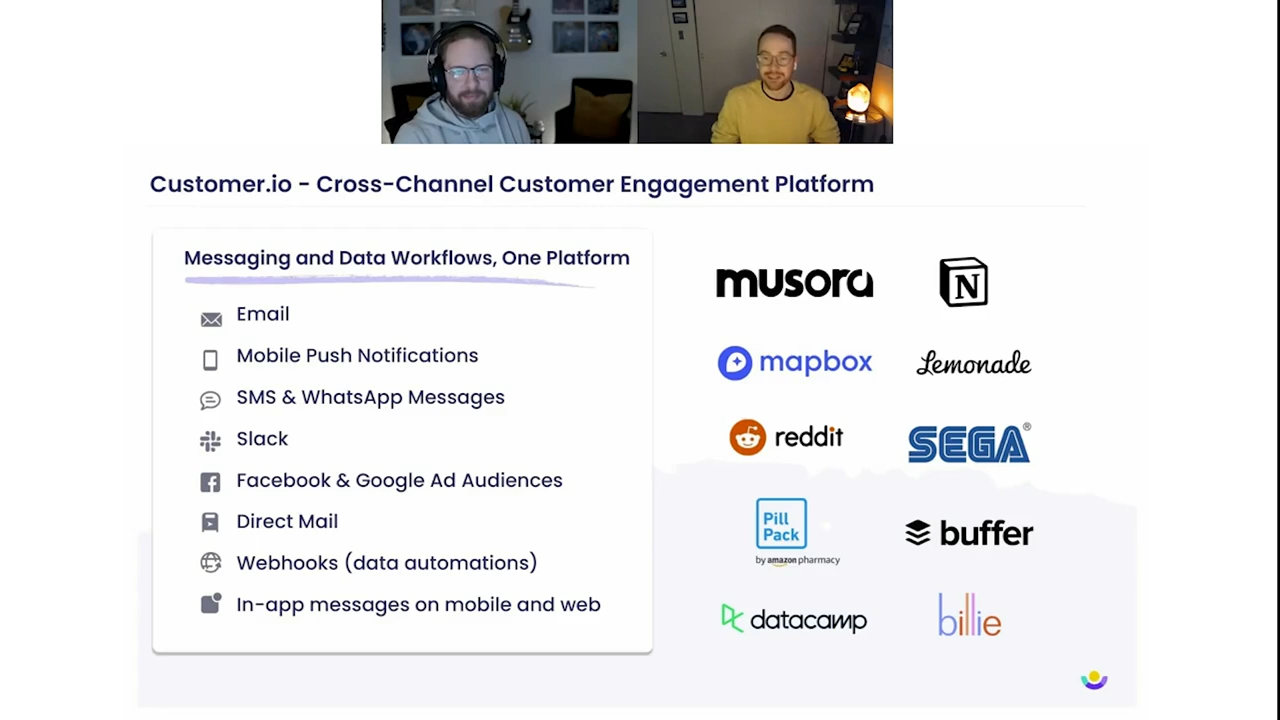 Customer.io - Cross-Channel Customer Engagement Platform
Messaging and Data Workflows, One Platform
Email
Mobile Push Notifications
SMS & WhatsApp Messages
Slack
Facebook & Google Ad Audiences
Direct Mail
Webhooks (data automations)
In-app messages on mobile and web
musora
N
mapbox
Lemonade
reddit
SEGA®
Pill
Pack
by amazon pharmacy
buffer
datacamp
billie